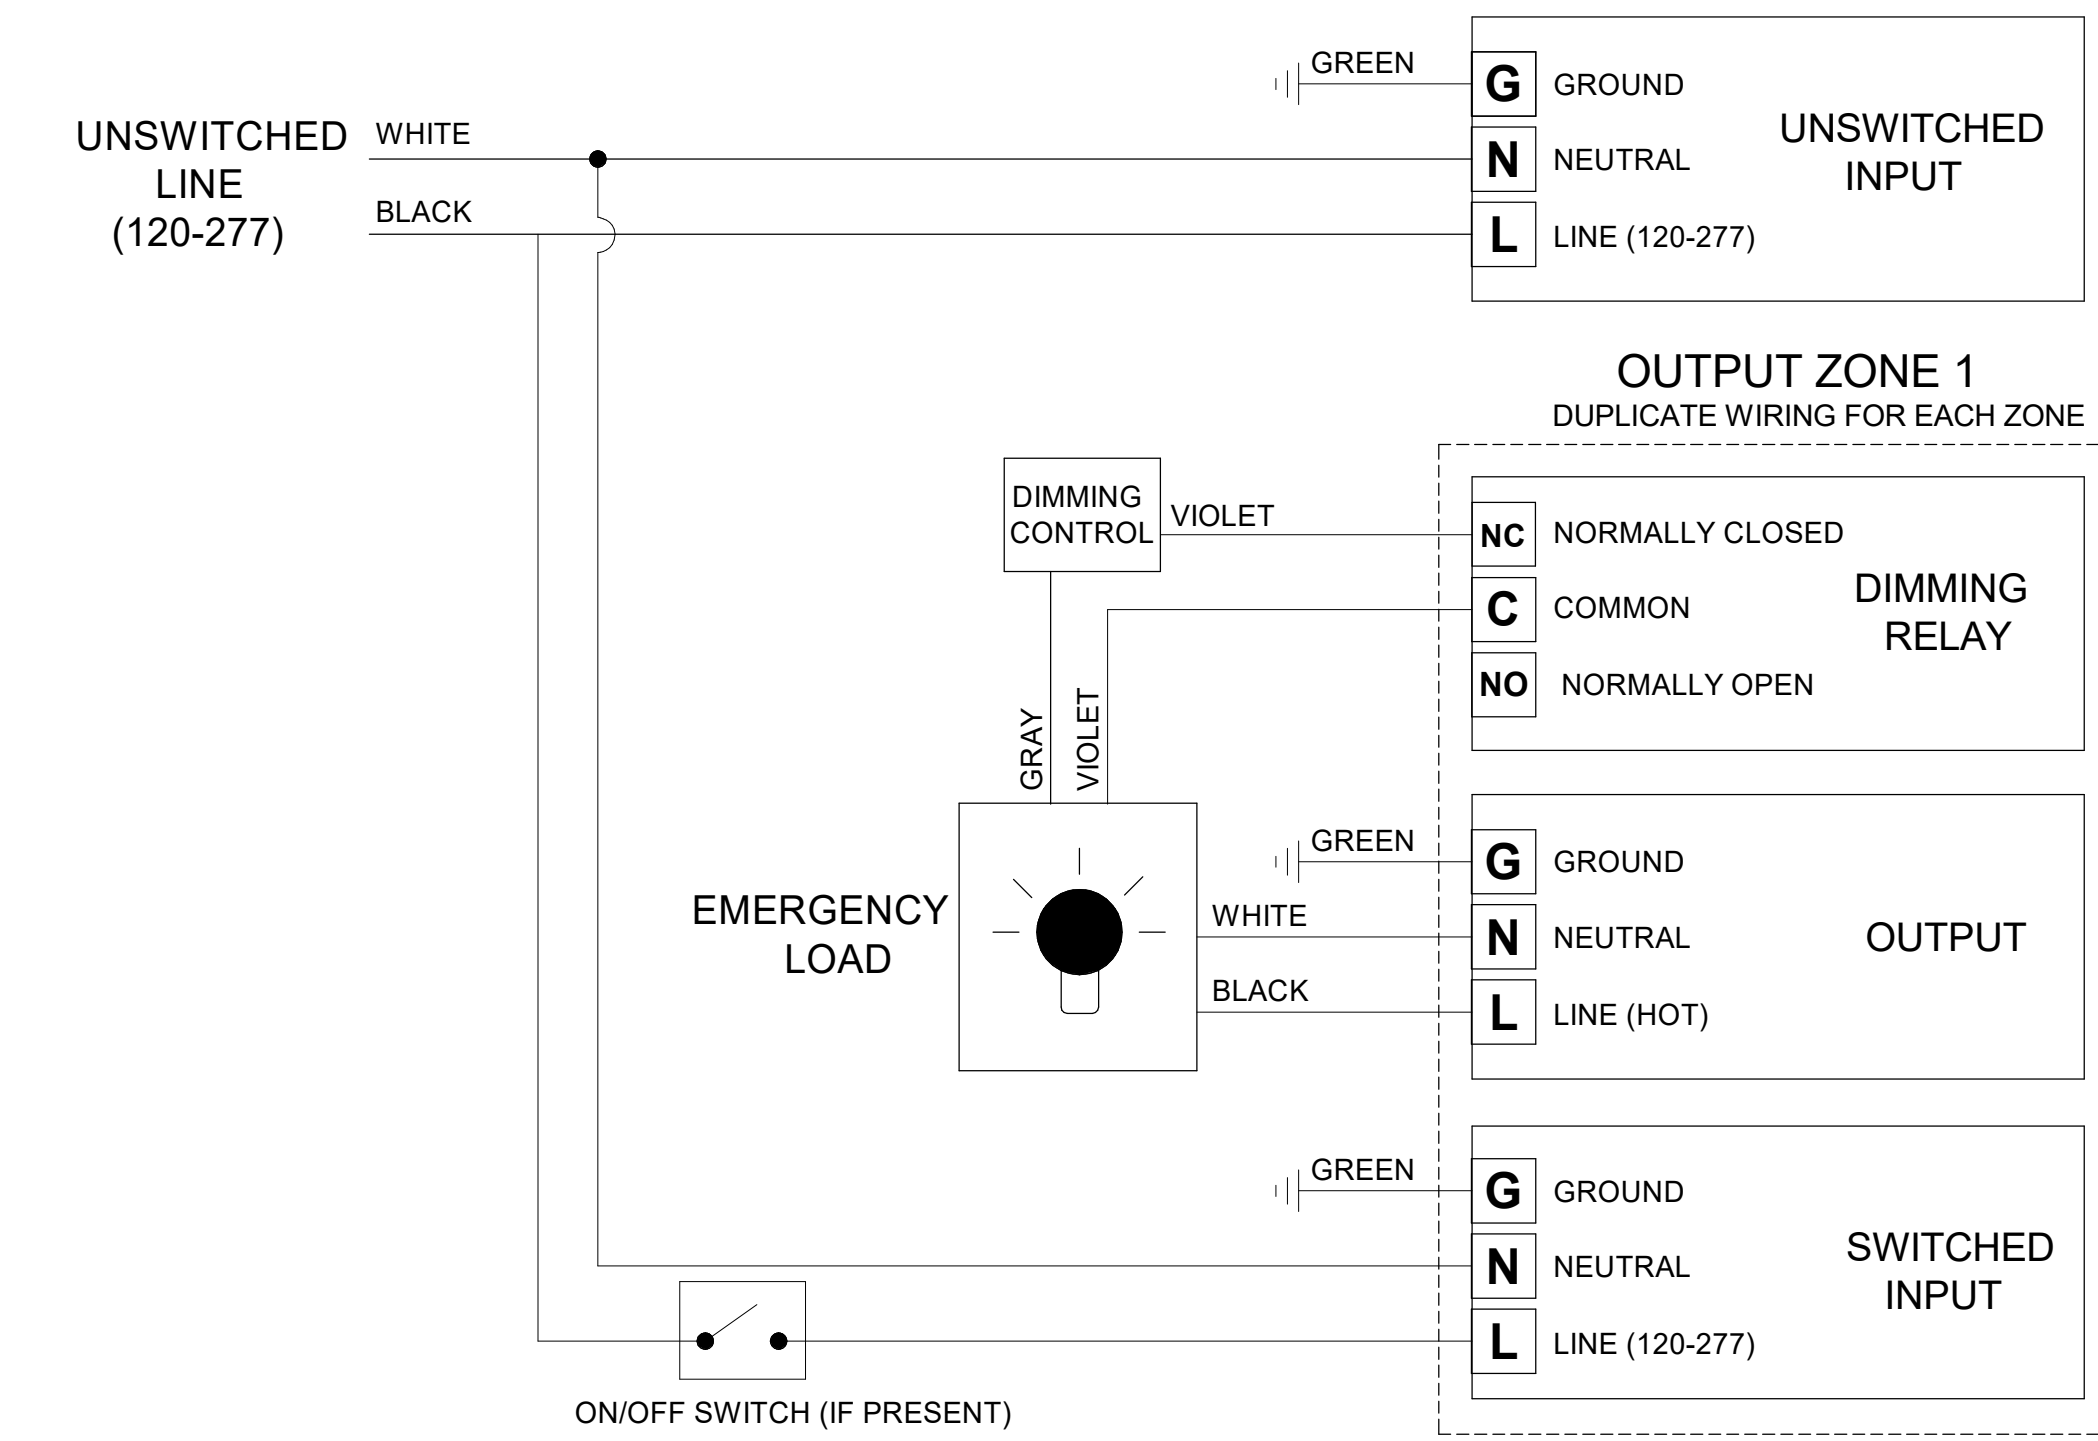 UNSWITCHED
LINE
(120-277)
WHITE
BLACK
GREEN
G GROUND
N NEUTRAL
L LINE (120-277)
UNSWITCHED
INPUT
OUTPUT ZONE 1
DUPLICATE WIRING FOR EACH ZONE
DIMMING
CONTROL
VIOLET
GRAY
VIOLET
NC NORMALLY CLOSED
C COMMON
NO NORMALLY OPEN
DIMMING
RELAY
EMERGENCY
LOAD
GREEN
WHITE
BLACK
G GROUND
N NEUTRAL
L LINE (HOT)
OUTPUT
GREEN
G GROUND
N NEUTRAL
L LINE (120-277)
SWITCHED
INPUT
ON/OFF SWITCH (IF PRESENT)